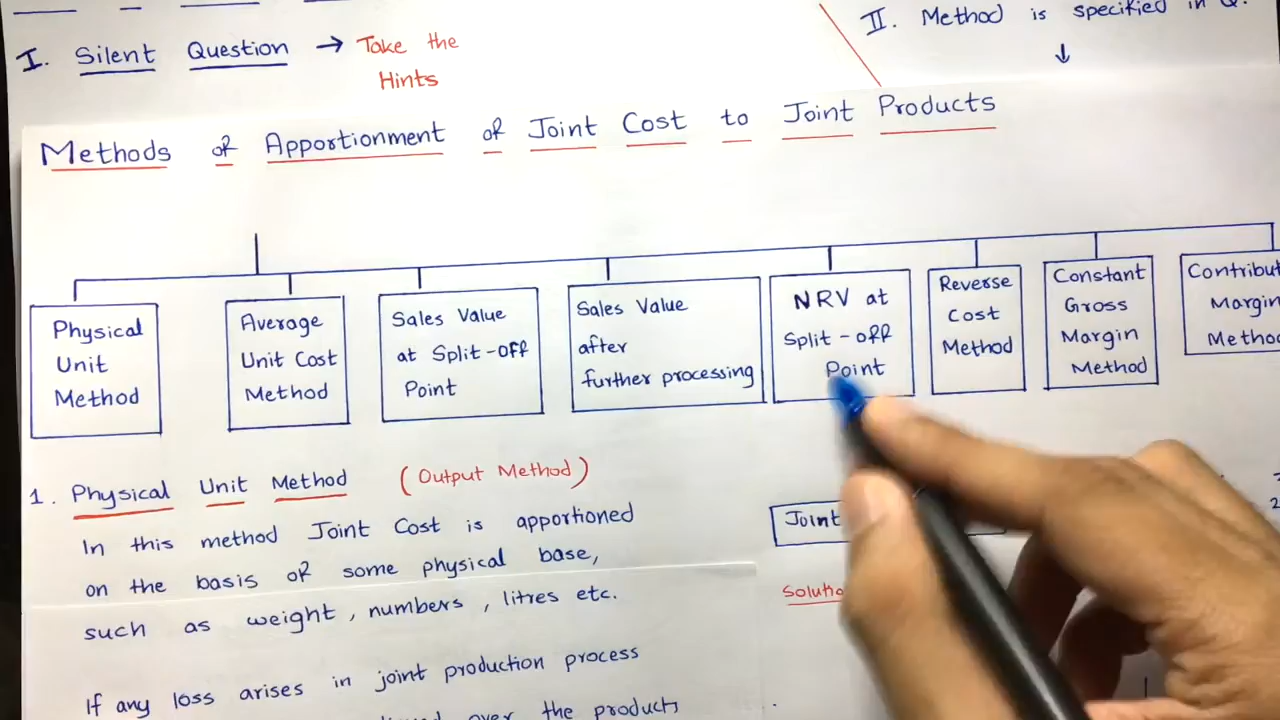 I. Silent Question → Take the
Hints
II. Method is specified in Q.
↓
Methods of Apportionment of Joint Cost to Joint Products
Physical
Unit
Method
Average
Unit Cost
Method
Sales Value
at Split-off
Point
Sales Value
after
further processing
NRV at
Split-off
Point
Reverse
Cost
Method
Constant
Gross
Margin
Method
Contribut
Margin
Metho
1. Physical Unit Method (Output Method)
In this method Joint Cost is apportioned
on the basis of some physical base,
such as weight, numbers, litres etc.
If any loss arises in joint production process
over the products
Joint
Solutio